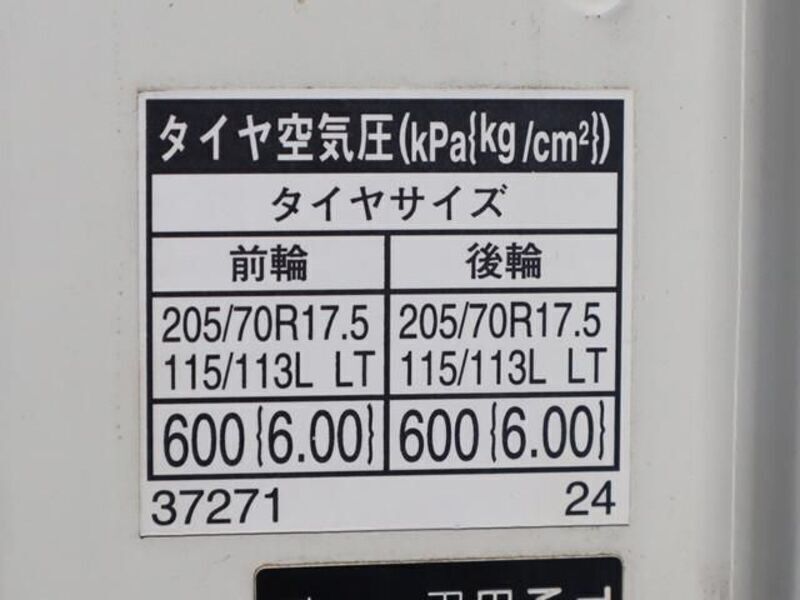 タイヤ空気圧(kPa{kg/cm²})
タイヤサイズ
前輪 後輪
205/70R17.5 205/70R17.5
115/113L LT 115/113L LT
600{6.00} 600{6.00}
37271 24